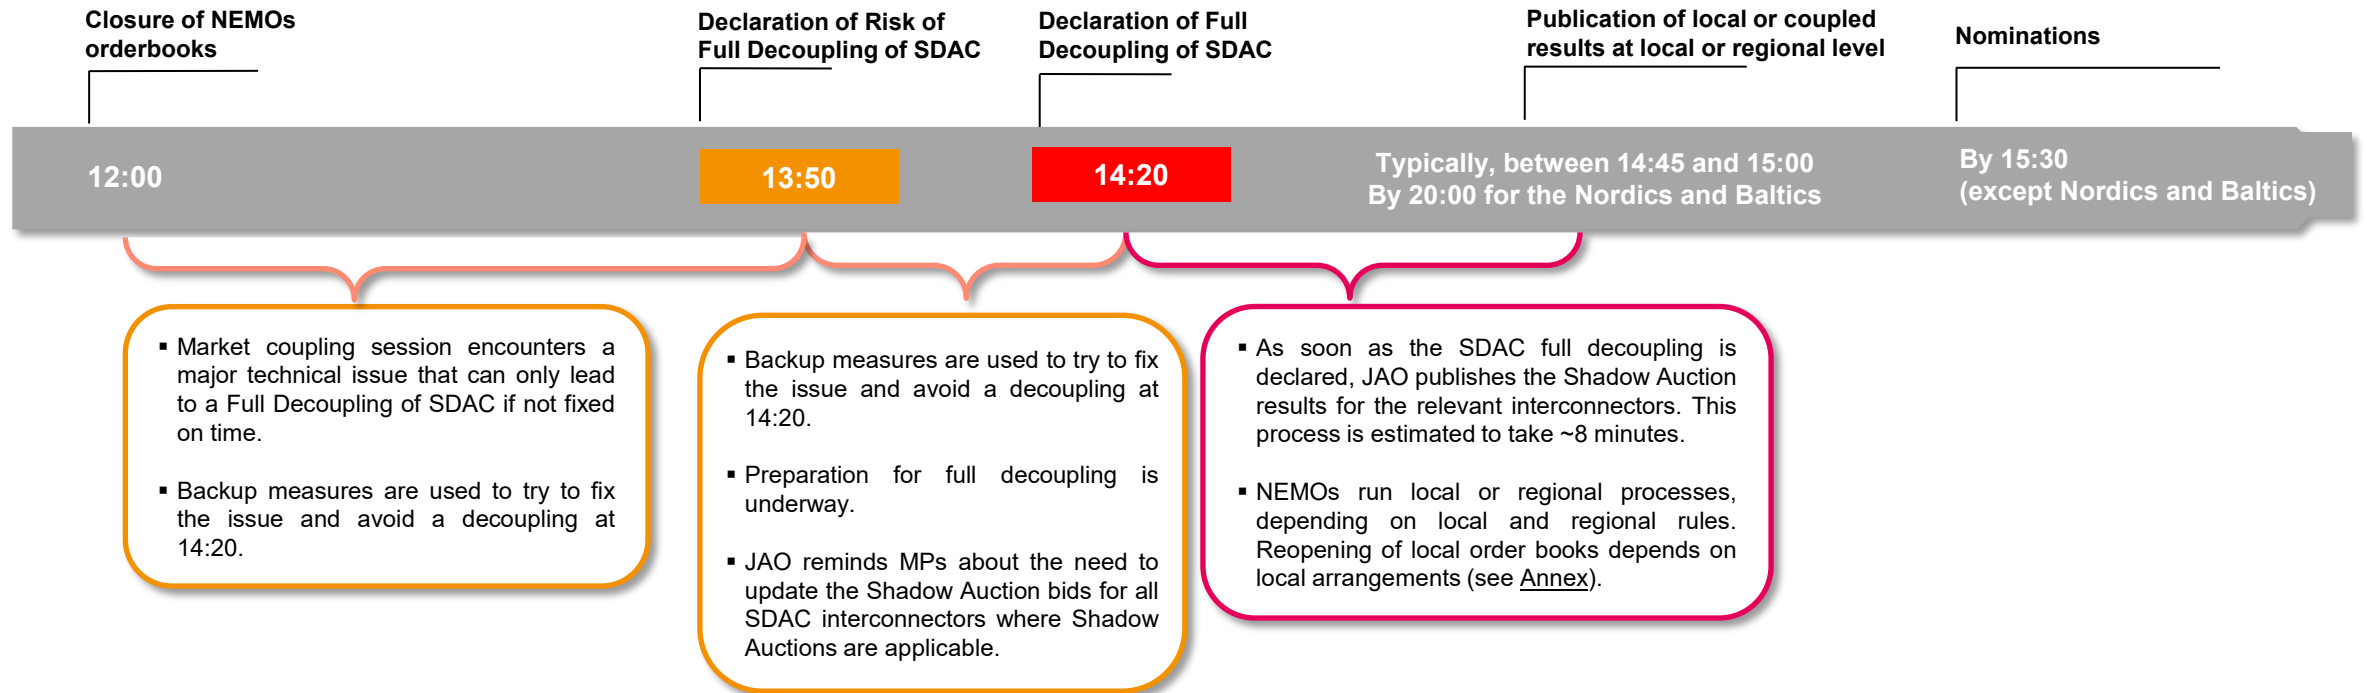 Closure of NEMOs
orderbooks
Declaration of Risk of
Full Decoupling of SDAC
Declaration of Full
Decoupling of SDAC
Publication of local or coupled
results at local or regional level
Nominations
12:00
13:50
14:20
Typically, between 14:45 and 15:00
By 20:00 for the Nordics and Baltics
By 15:30
(except Nordics and Baltics)
▪ Market coupling session encounters a
major technical issue that can only lead
to a Full Decoupling of SDAC if not fixed
on time.
▪ Backup measures are used to try to fix
the issue and avoid a decoupling at
14:20.
▪ Backup measures are used to try to fix
the issue and avoid a decoupling at
14:20.
▪ Preparation for full decoupling is
underway.
▪ JAO reminds MPs about the need to
update the Shadow Auction bids for all
SDAC interconnectors where Shadow
Auctions are applicable.
▪ As soon as the SDAC full decoupling is
declared, JAO publishes the Shadow Auction
results for the relevant interconnectors. This
process is estimated to take ~8 minutes.
▪ NEMOs run local or regional processes,
depending on local and regional rules.
Reopening of local order books depends on
local arrangements (see Annex).